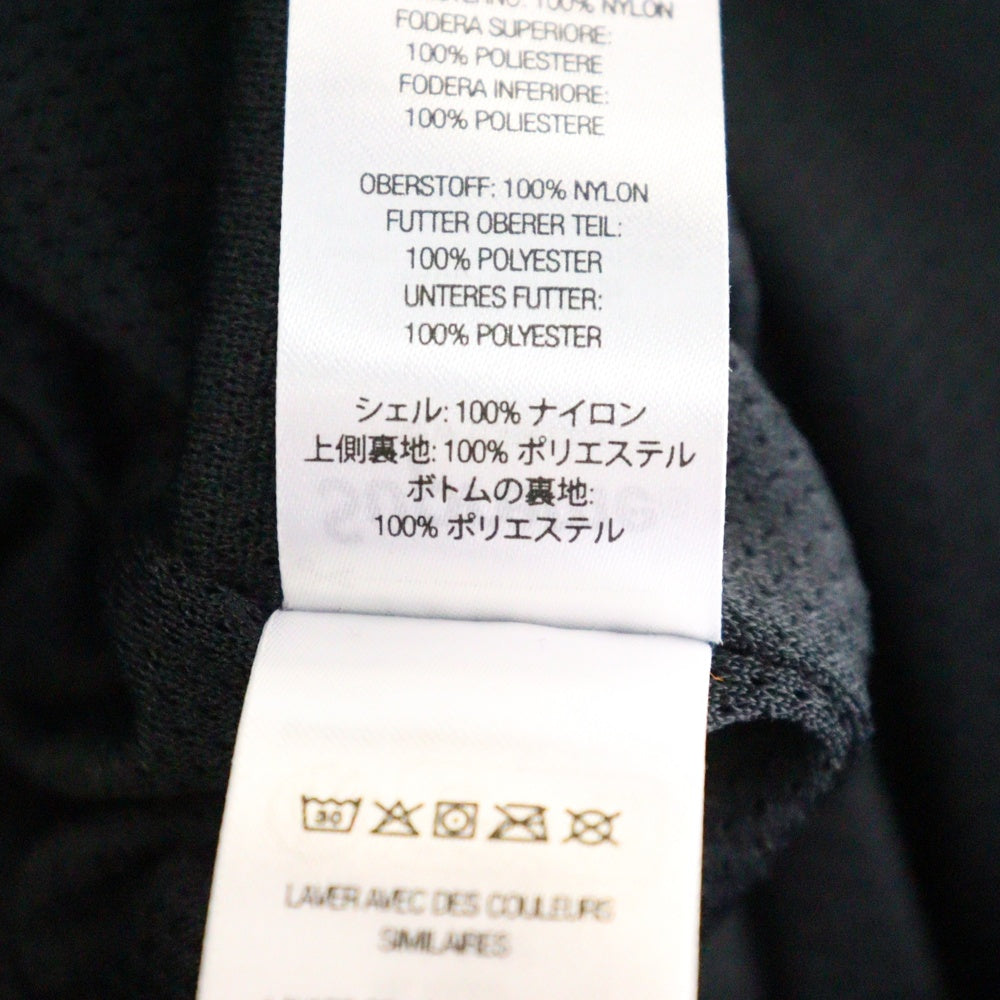 100% NYLON
FODERA SUPERIORE:
100% POLIESTERE
FODERA INFERIORE:
100% POLIESTERE
OBERSTOFF: 100% NYLON
FUTTER OBERER TEIL:
100% POLYESTER
UNTERES FUTTER:
100% POLYESTER
シェル: 100% ナイロン
上側裏地: 100% ポリエステル
ボトムの裏地:
100% ポリエステル
30
LAVER AVEC DES COULEURS
SIMILAIRES